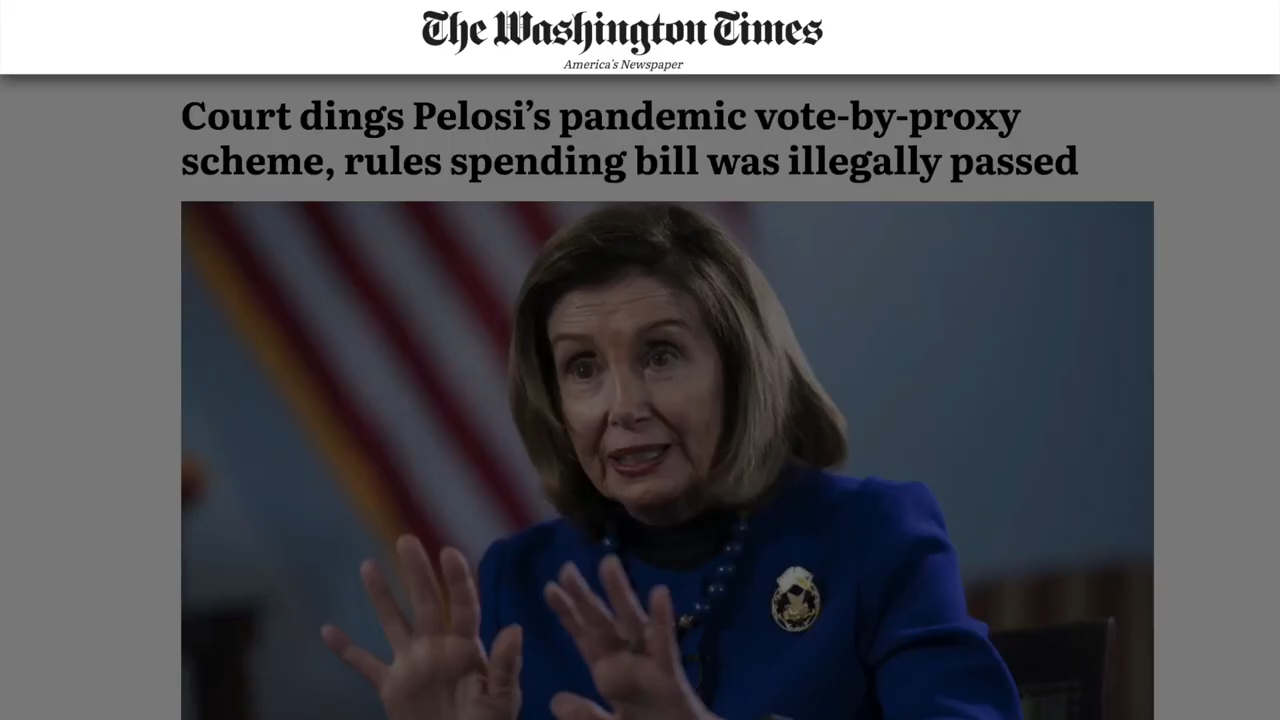 The Washington Times
America's Newspaper
Court dings Pelosi’s pandemic vote-by-proxy
scheme, rules spending bill was illegally passed